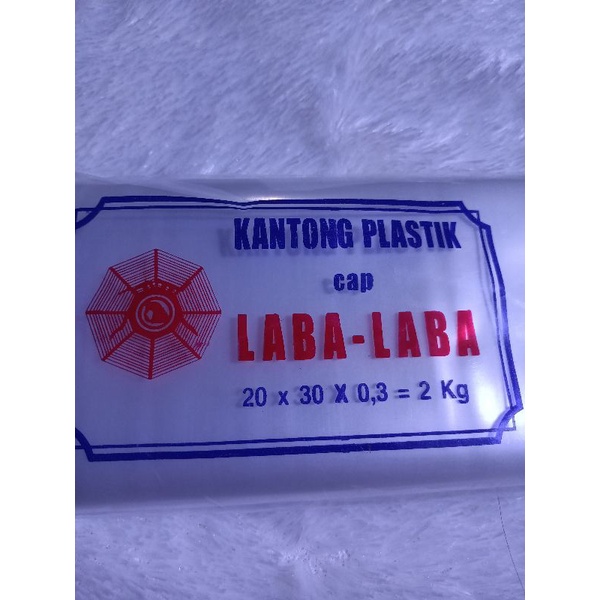 KANTONG PLASTIK
cap
LABA-LABA
20 x 30 X 0,3 = 2 Kg